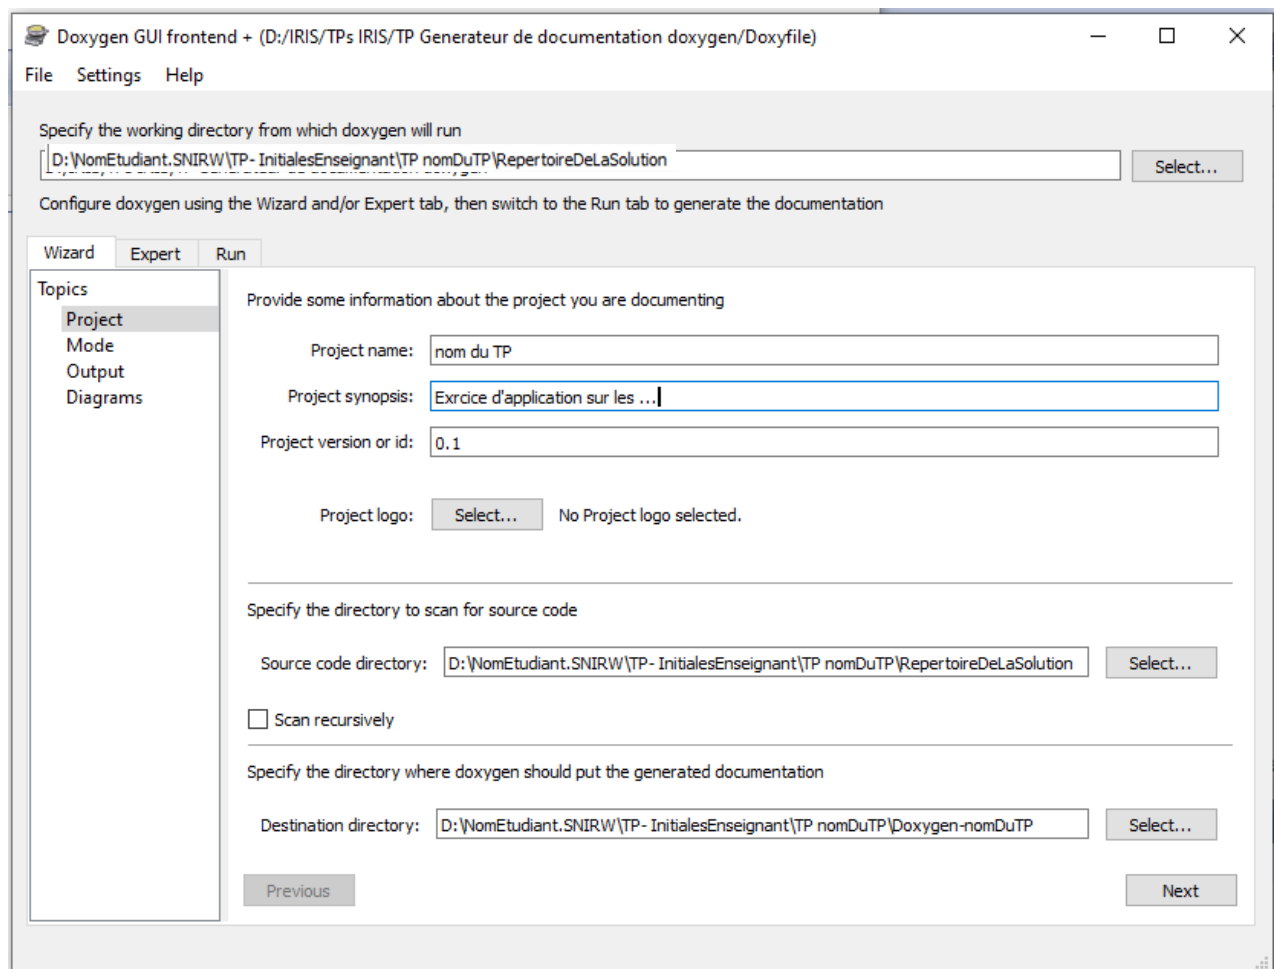 Doxygen GUI frontend + (D:/IRIS/TPs IRIS/TP Generateur de documentation doxygen/Doxyfile)
File Settings Help
Specify the working directory from which doxygen will run
D:\NomEtudiant.SNIRW\TP- InitialesEnseignant\TP nomDuTP\RepertoireDeLaSolution
Select...
Configure doxygen using the Wizard and/or Expert tab, then switch to the Run tab to generate the documentation
Wizard Expert Run
Topics
Project
Mode
Output
Diagrams
Provide some information about the project you are documenting
Project name: nom du TP
Project synopsis: Exrcice d'application sur les ...
Project version or id: 0.1
Project logo: Select... No Project logo selected.
Specify the directory to scan for source code
Source code directory: D:\NomEtudiant.SNIRW\TP- InitialesEnseignant\TP nomDuTP\RepertoireDeLaSolution Select...
Scan recursively
Specify the directory where doxygen should put the generated documentation
Destination directory: D:\NomEtudiant.SNIRW\TP- InitialesEnseignant\TP nomDuTP\Doxygen-nomDuTP Select...
Previous Next